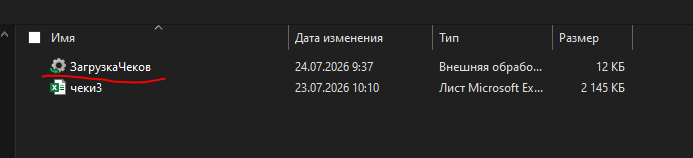 Имя Дата изменения Тип Размер
ЗагрузкаЧеков 24.07.2026 9:37 Внешняя обрабо... 12 КБ
чеки3 23.07.2026 10:10 Лист Microsoft Ex... 2 145 КБ